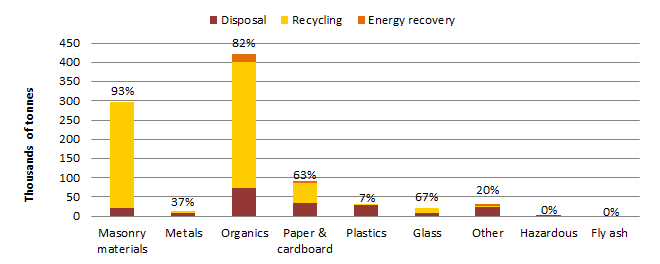 Disposal Recycling Energy recovery
Thousands of tonnes
450
400
350
300
250
200
150
100
50
0
93%
37%
82%
63%
7%
67%
20%
0%
0%
Masonry materials
Metals
Organics
Paper & cardboard
Plastics
Glass
Other
Hazardous
Fly ash